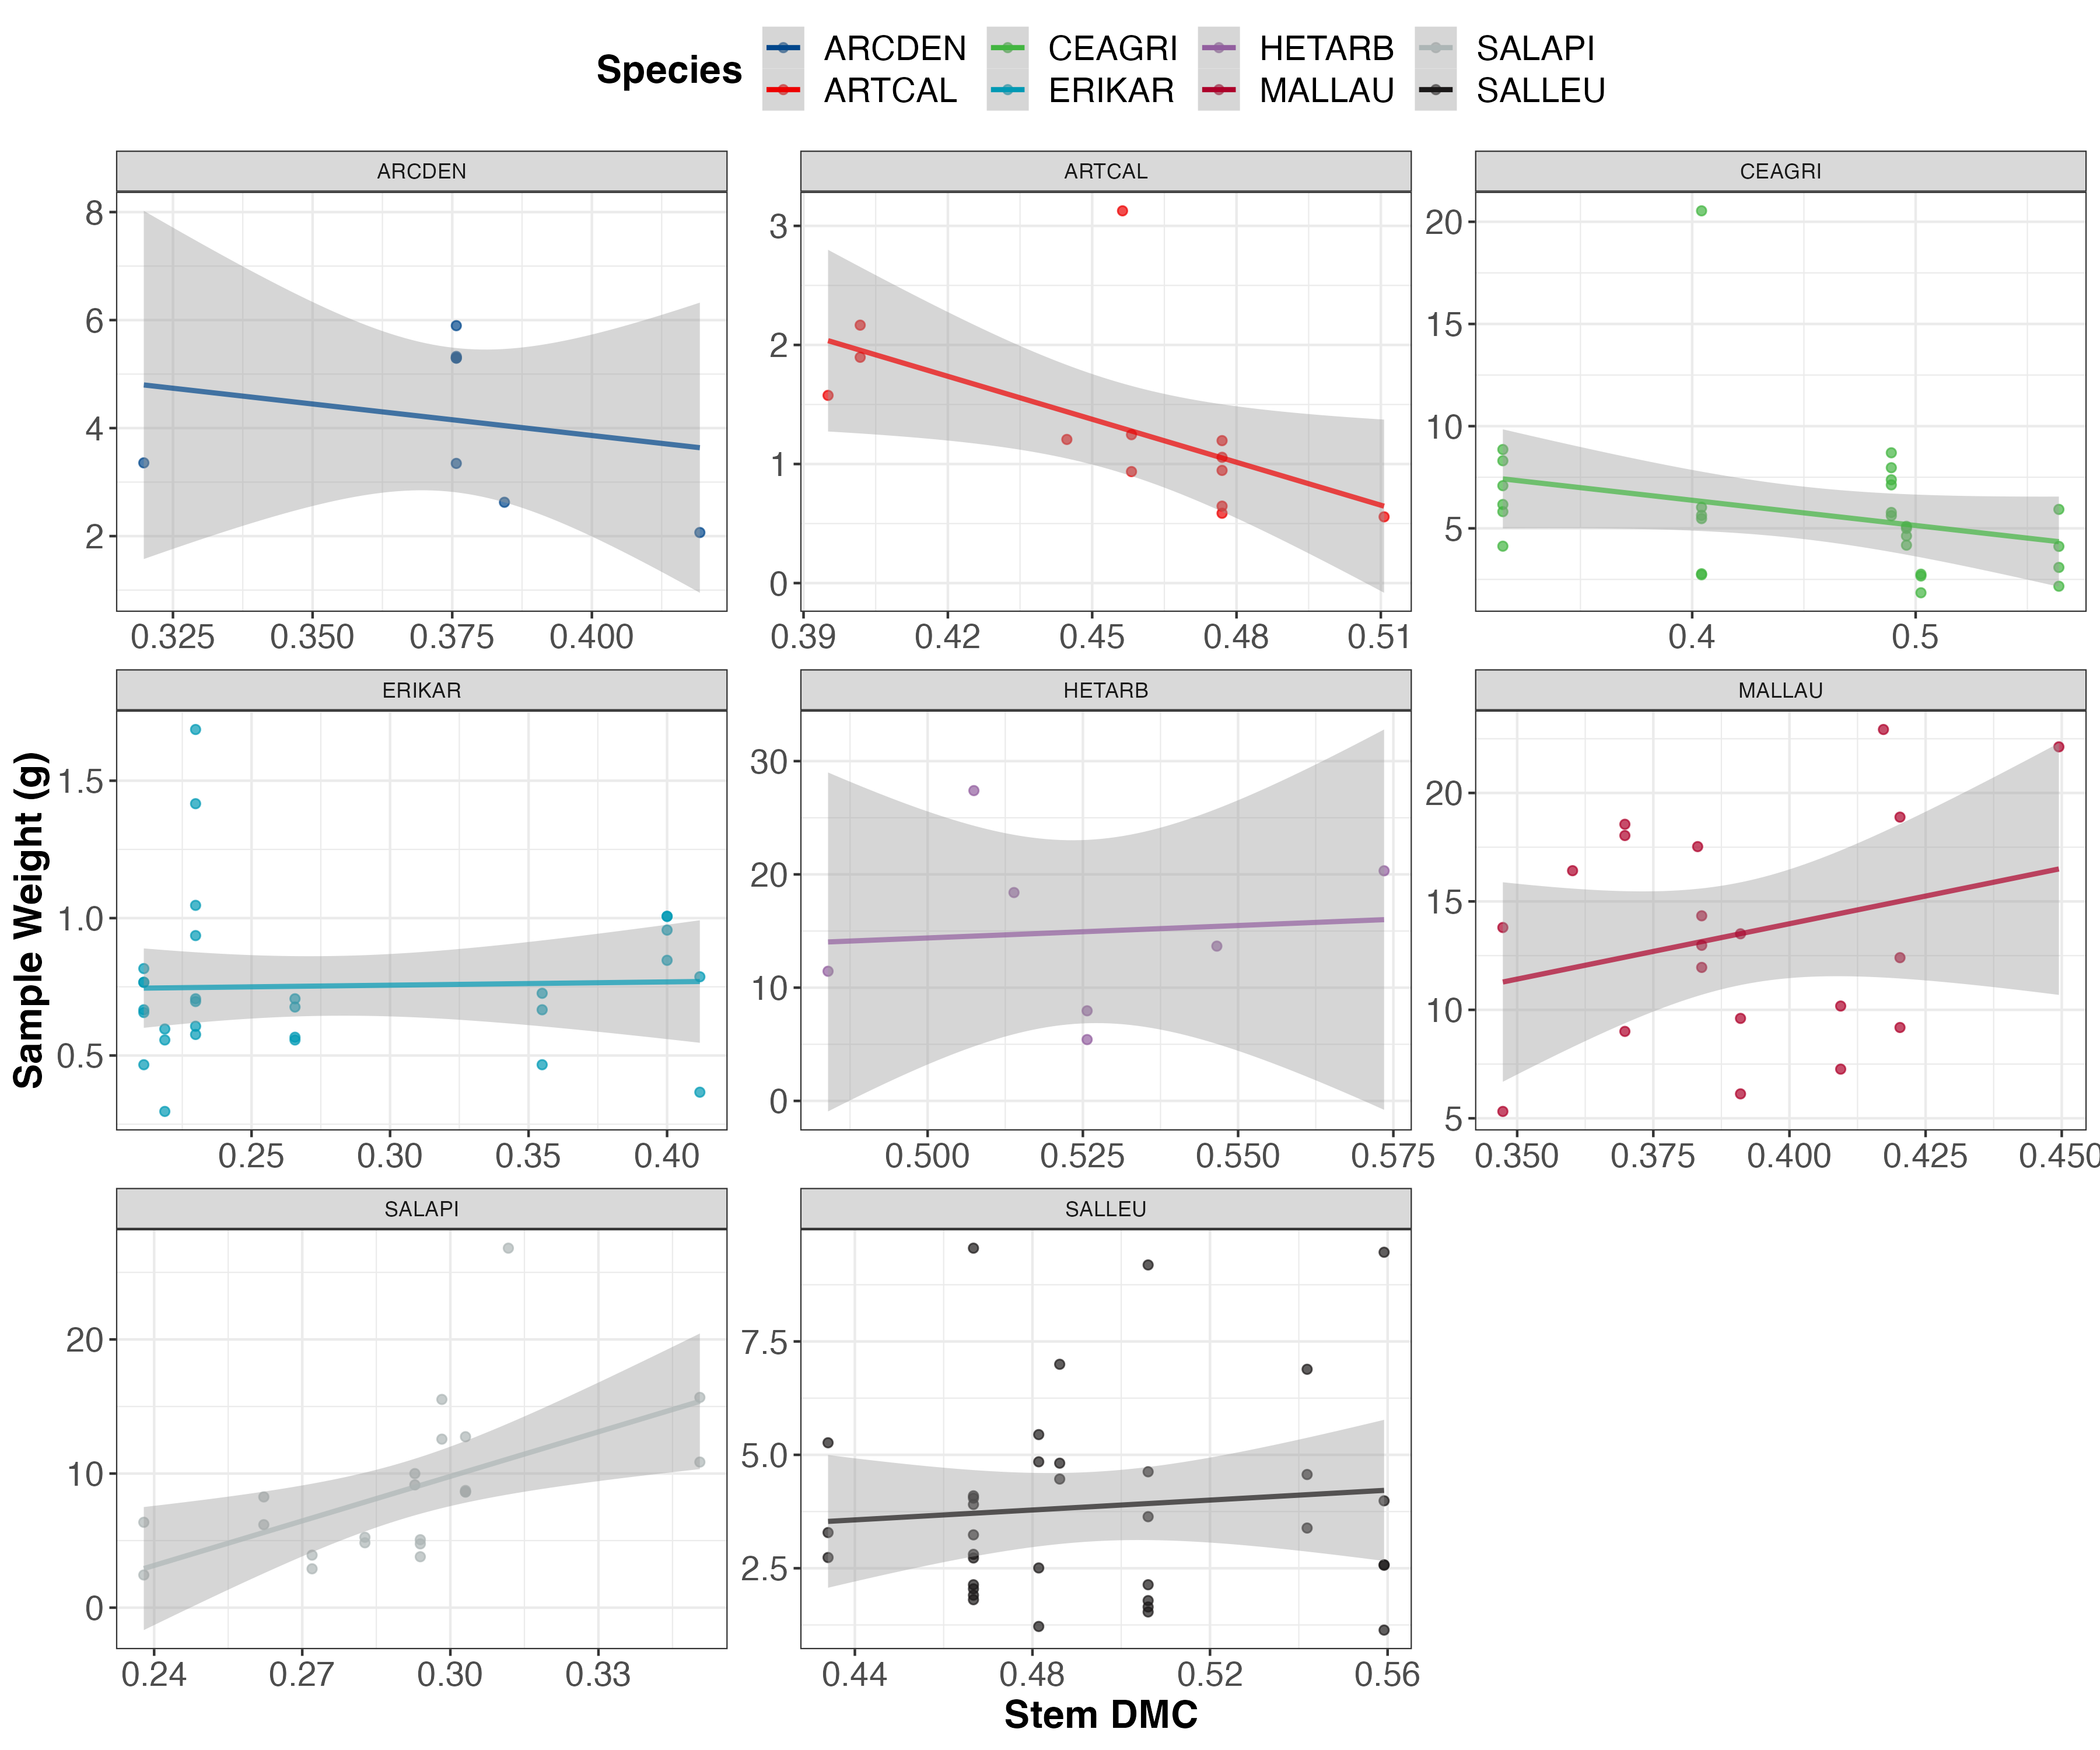 Species
ARCDEN CEAGRI HETARB SALAPI
ARTCAL ERIKAR MALLAU SALLEU
ARCDEN
8
6
4
2
0.325 0.350 0.375 0.400
ARTCAL
3
2
1
0
0.39 0.42 0.45 0.48 0.51
CEAGRI
20
15
10
5
0.4 0.5
Sample Weight (g)
ERIKAR
1.5
1.0
0.5
0.25 0.30 0.35 0.40
HETARB
30
20
10
0
0.500 0.525 0.550 0.575
MALLAU
20
15
10
5
0.350 0.375 0.400 0.425 0.450
SALAPI
20
10
0
0.24 0.27 0.30 0.33
SALLEU
7.5
5.0
2.5
0.44 0.48 0.52 0.56
Stem DMC